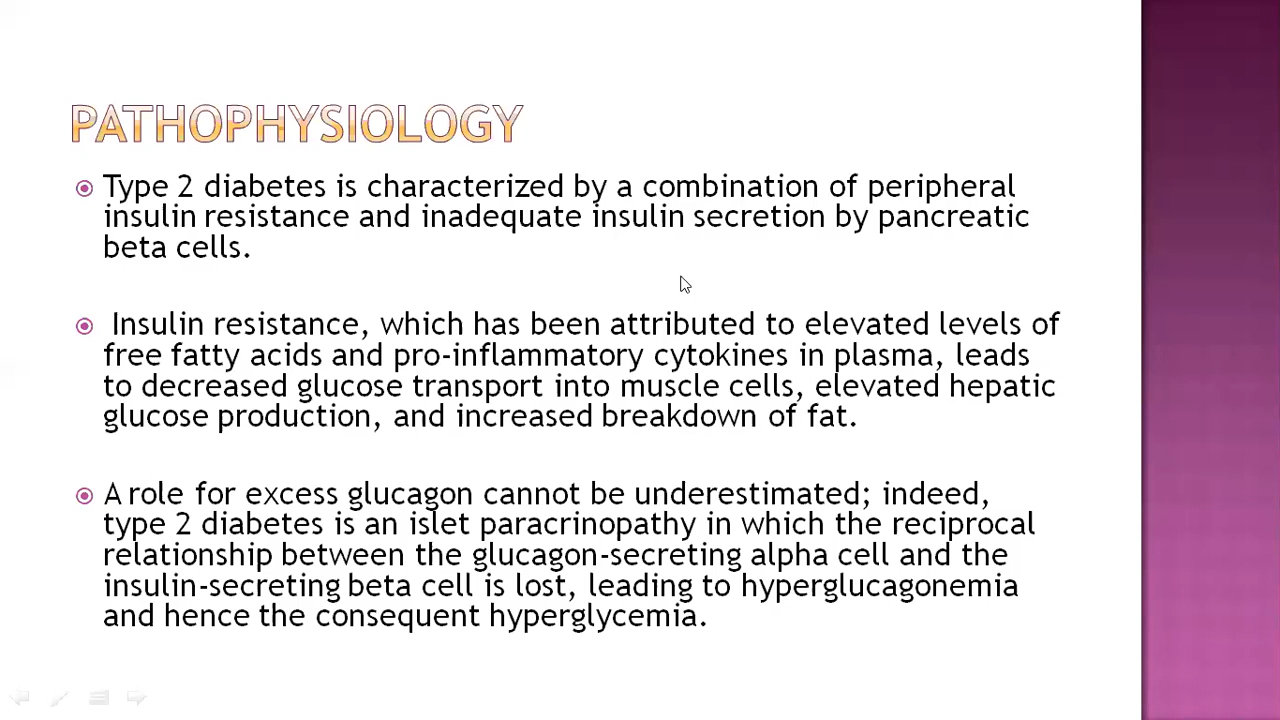 PATHOPHYSIOLOGY
Type 2 diabetes is characterized by a combination of peripheral
insulin resistance and inadequate insulin secretion by pancreatic
beta cells.
Insulin resistance, which has been attributed to elevated levels of
free fatty acids and pro-inflammatory cytokines in plasma, leads
to decreased glucose transport into muscle cells, elevated hepatic
glucose production, and increased breakdown of fat.
A role for excess glucagon cannot be underestimated; indeed,
type 2 diabetes is an islet paracrinopathy in which the reciprocal
relationship between the glucagon-secreting alpha cell and the
insulin-secreting beta cell is lost, leading to hyperglucagonemia
and hence the consequent hyperglycemia.